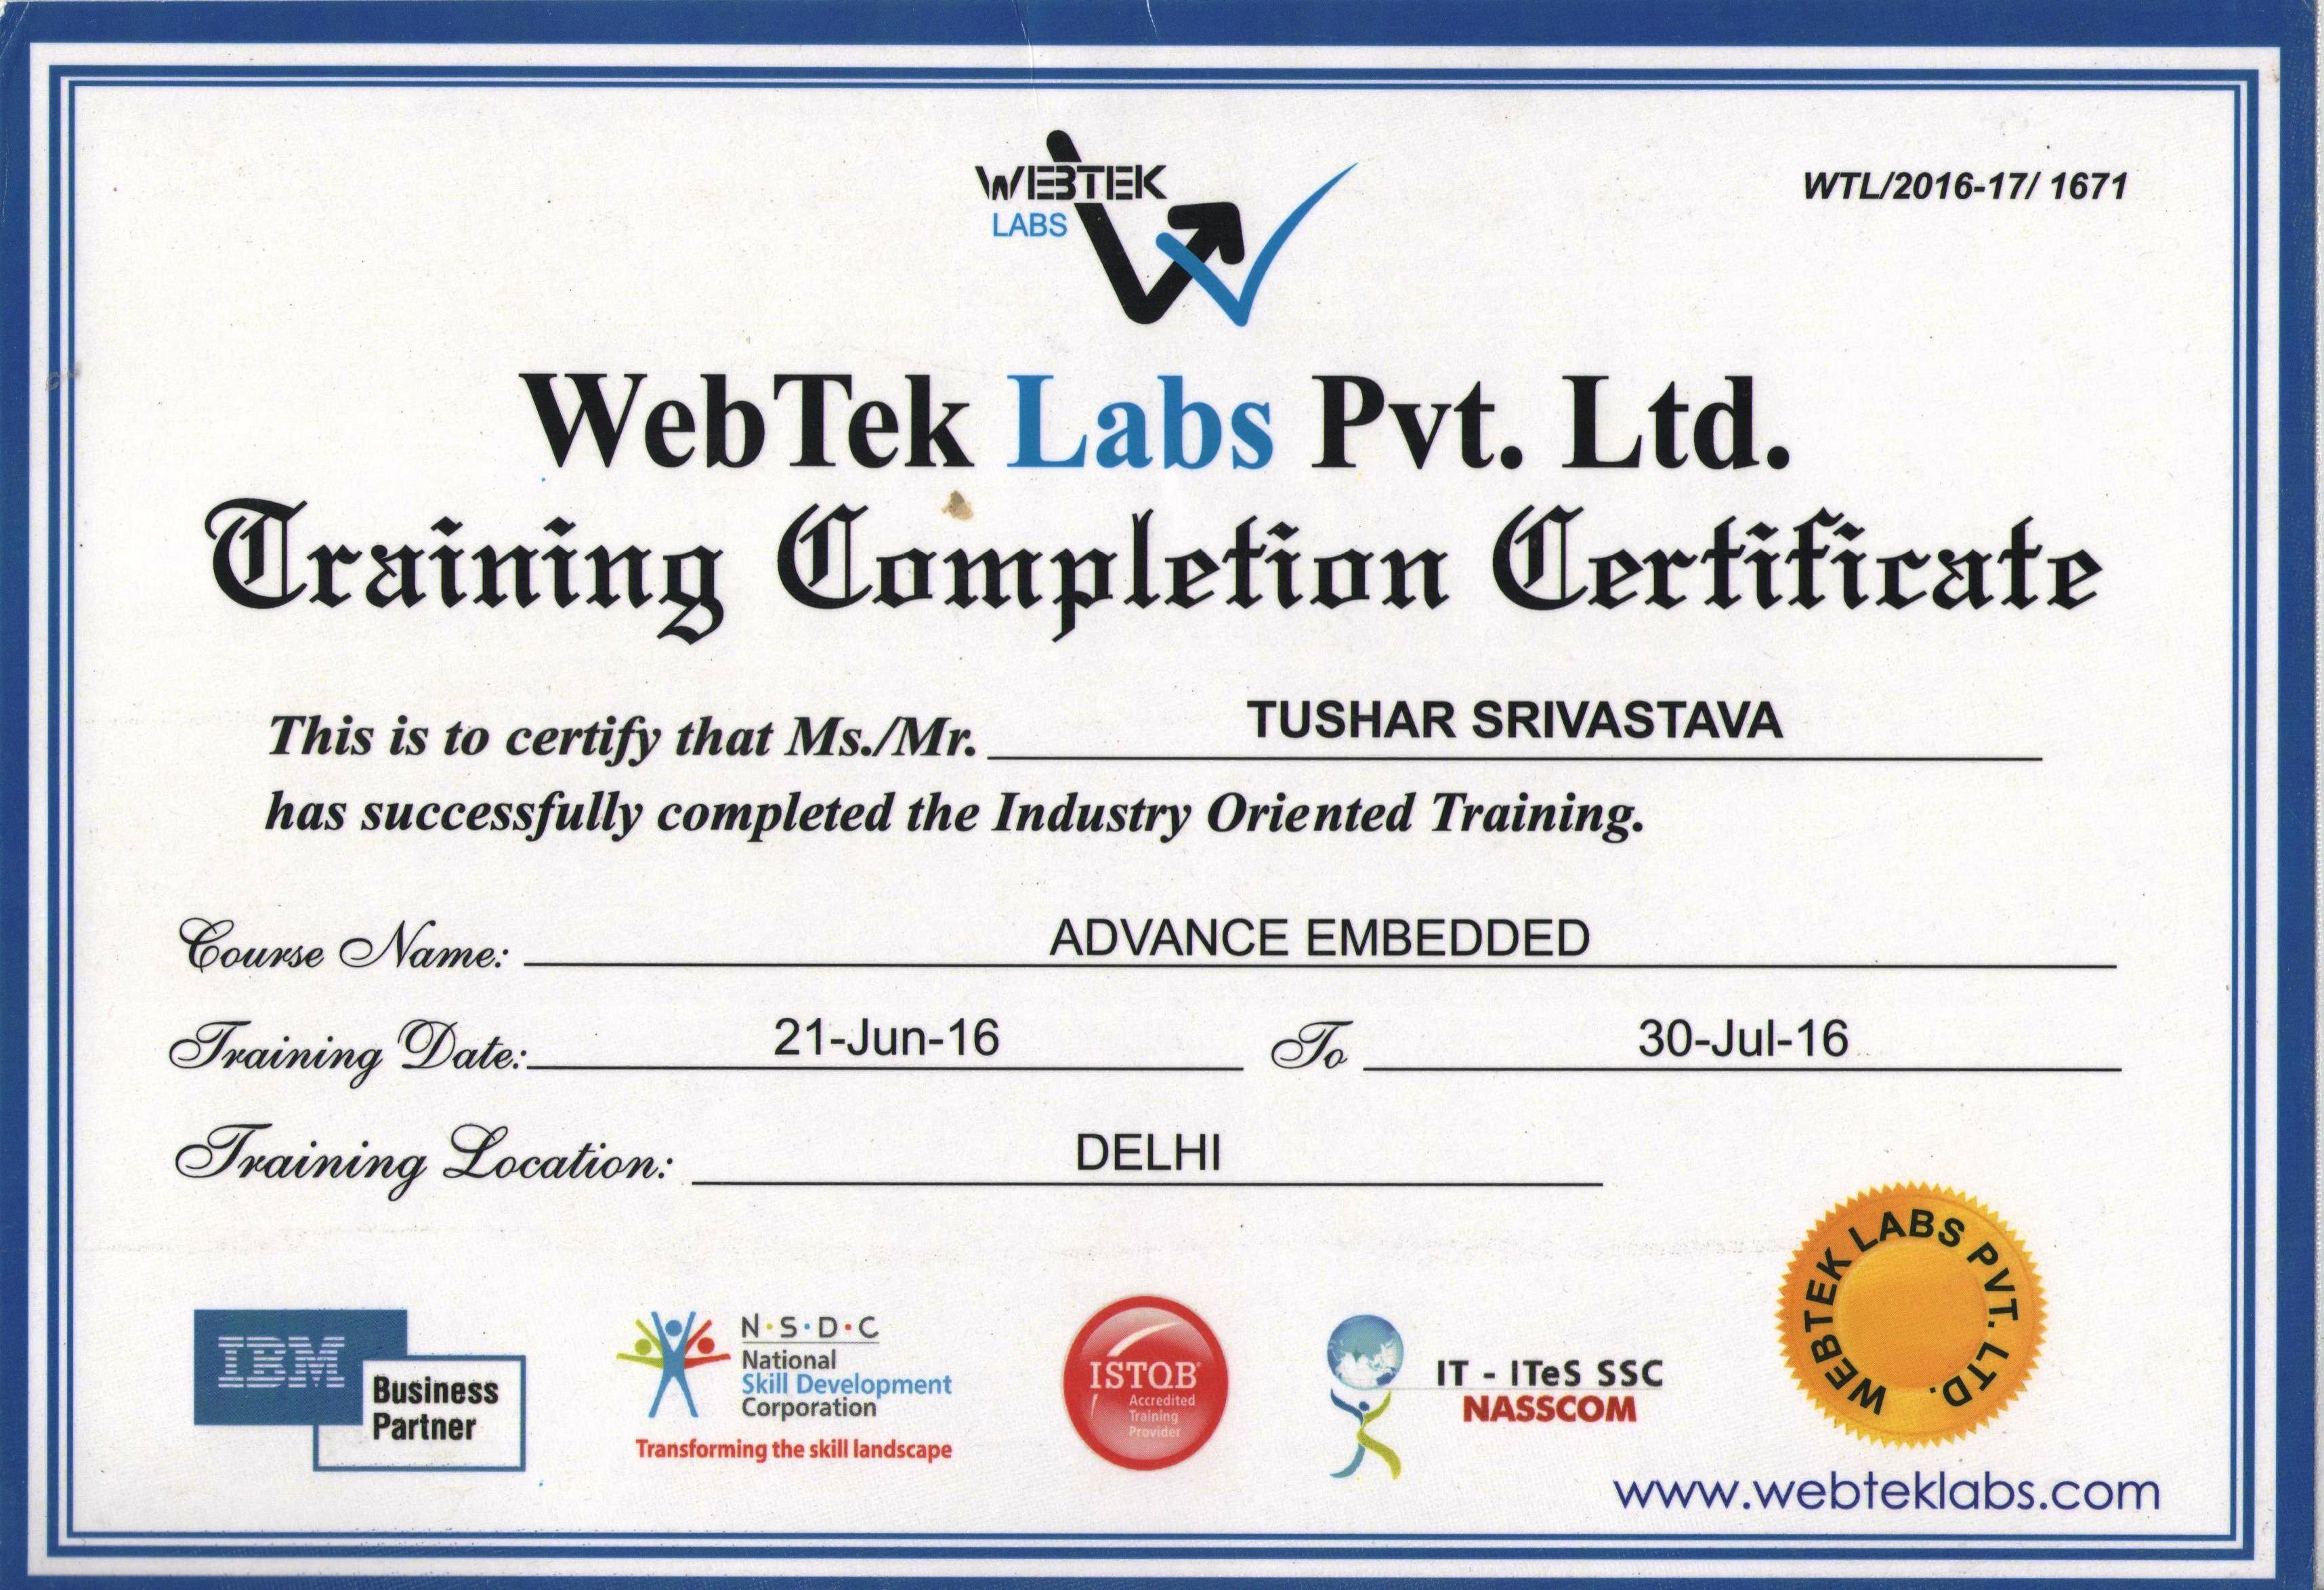 WEBTEK
LABS
WTL/2016-17/ 1671
WebTek Labs Pvt. Ltd.
Training Completion Certificate
This is to certify that Ms./Mr. TUSHAR SRIVASTAVA
has successfully completed the Industry Oriented Training.
Course Name: ADVANCE EMBEDDED
Training Date: 21-Jun-16 To 30-Jul-16
Training Location: DELHI
WEBTEK LABS PVT. LTD.
IBM
Business
Partner
N·S·D·C
National
Skill Development
Corporation
Transforming the skill landscape
ISTQB®
Accredited
Training
Provider
IT - ITeS SSC
NASSCOM
www.webteklabs.com